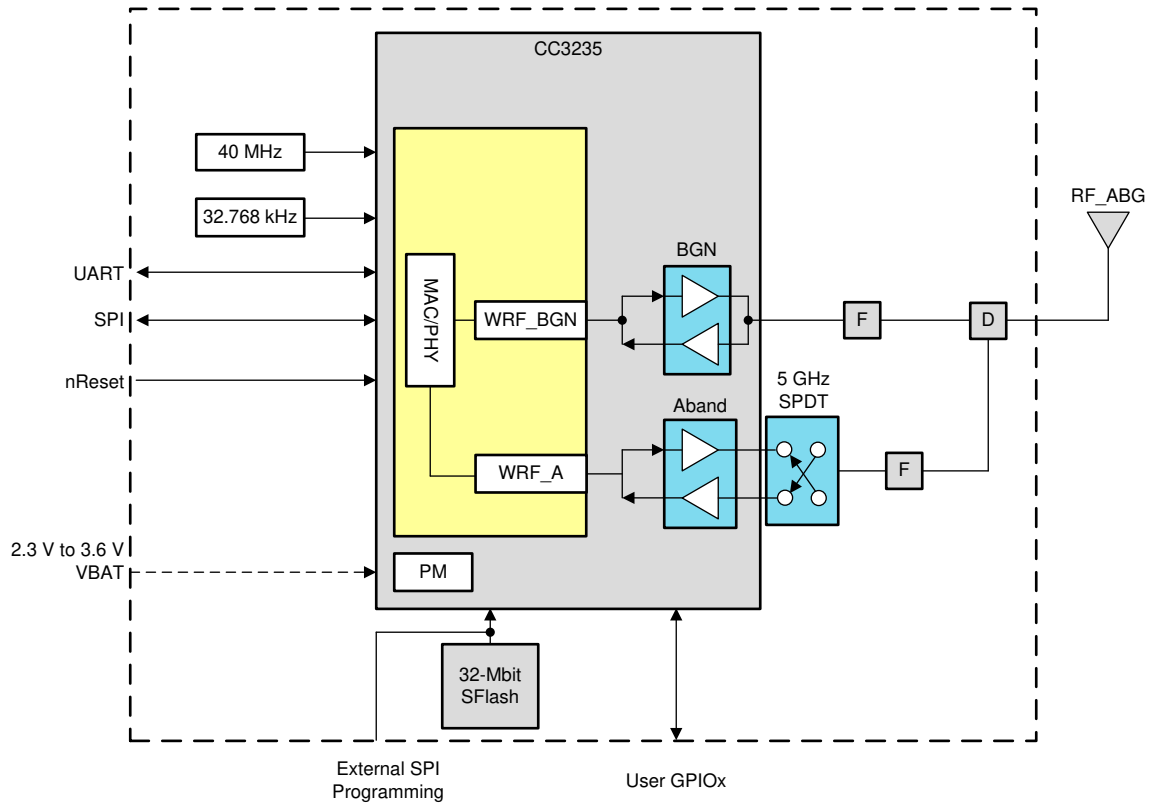 CC3235
40 MHz
32.768 kHz
UART
SPI
nReset
2.3 V to 3.6 V
VBAT
MAC/PHY
WRF_BGN
WRF_A
PM
BGN
Aband
5 GHz
SPDT
F
F
D
RF_ABG
32-Mbit
SFlash
External SPI
Programming
User GPIOx